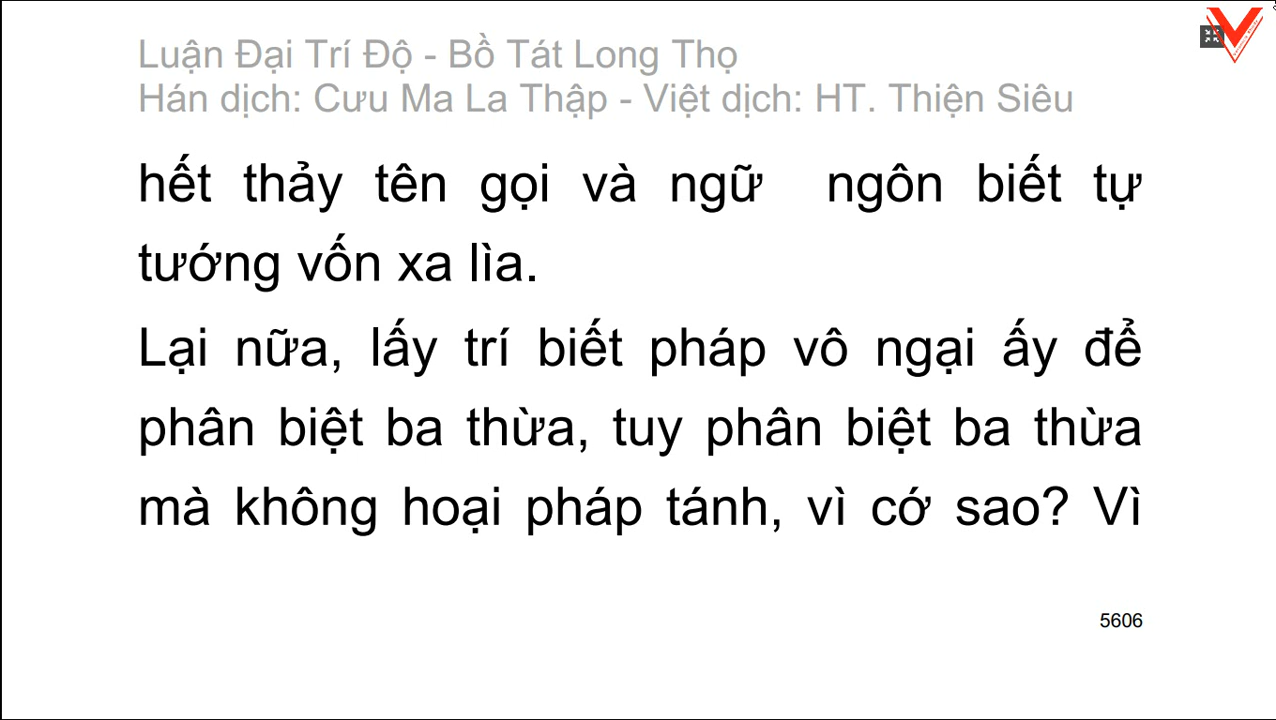 Luận Đại Trí Độ - Bồ Tát Long Thọ
Hán dịch: Cưu Ma La Thập - Việt dịch: HT. Thiện Siêu
hết thảy tên gọi và ngữ ngôn biết tự
tướng vốn xa lìa.
Lại nữa, lấy trí biết pháp vô ngại ấy để
phân biệt ba thừa, tuy phân biệt ba thừa
mà không hoại pháp tánh, vì cớ sao? Vì
5606